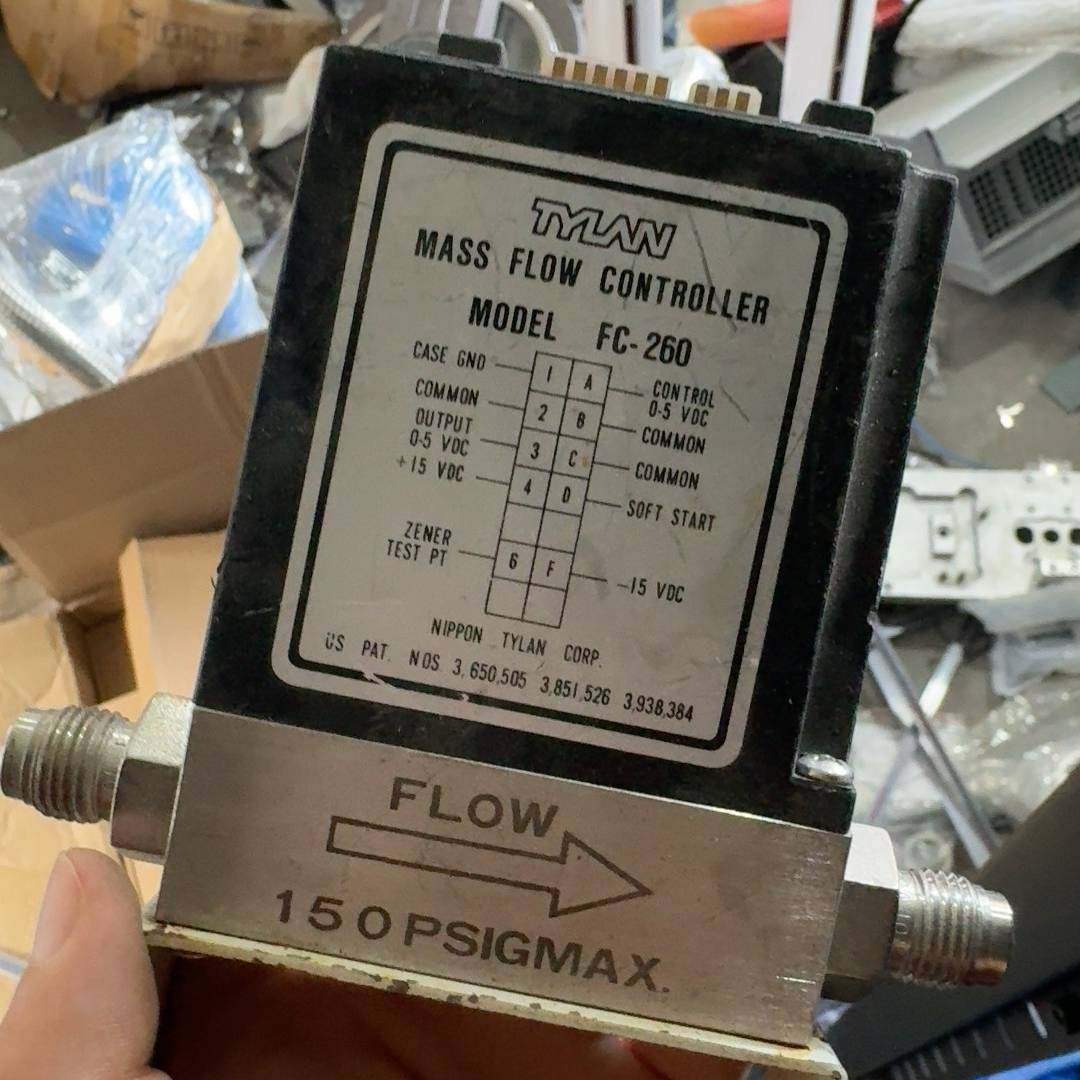 TYLAN
MASS FLOW CONTROLLER
MODEL FC-260
CASE GND 1 A CONTROL
0-5 VDC
COMMON 2 B COMMON
OUTPUT
0-5 VDC 3 C COMMON
+15 VDC 4 D SOFT START
ZENER
TEST PT 6 F -15 VDC
NIPPON TYLAN CORP.
US PAT. NOS 3,650,505 3,851,526 3,938,384
FLOW
150PSIGMAX.